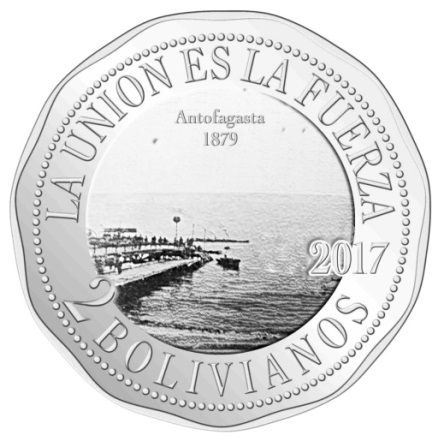 LA UNION ES LA FUERZA
Antofagasta
1879
2017
2 BOLIVIANOS